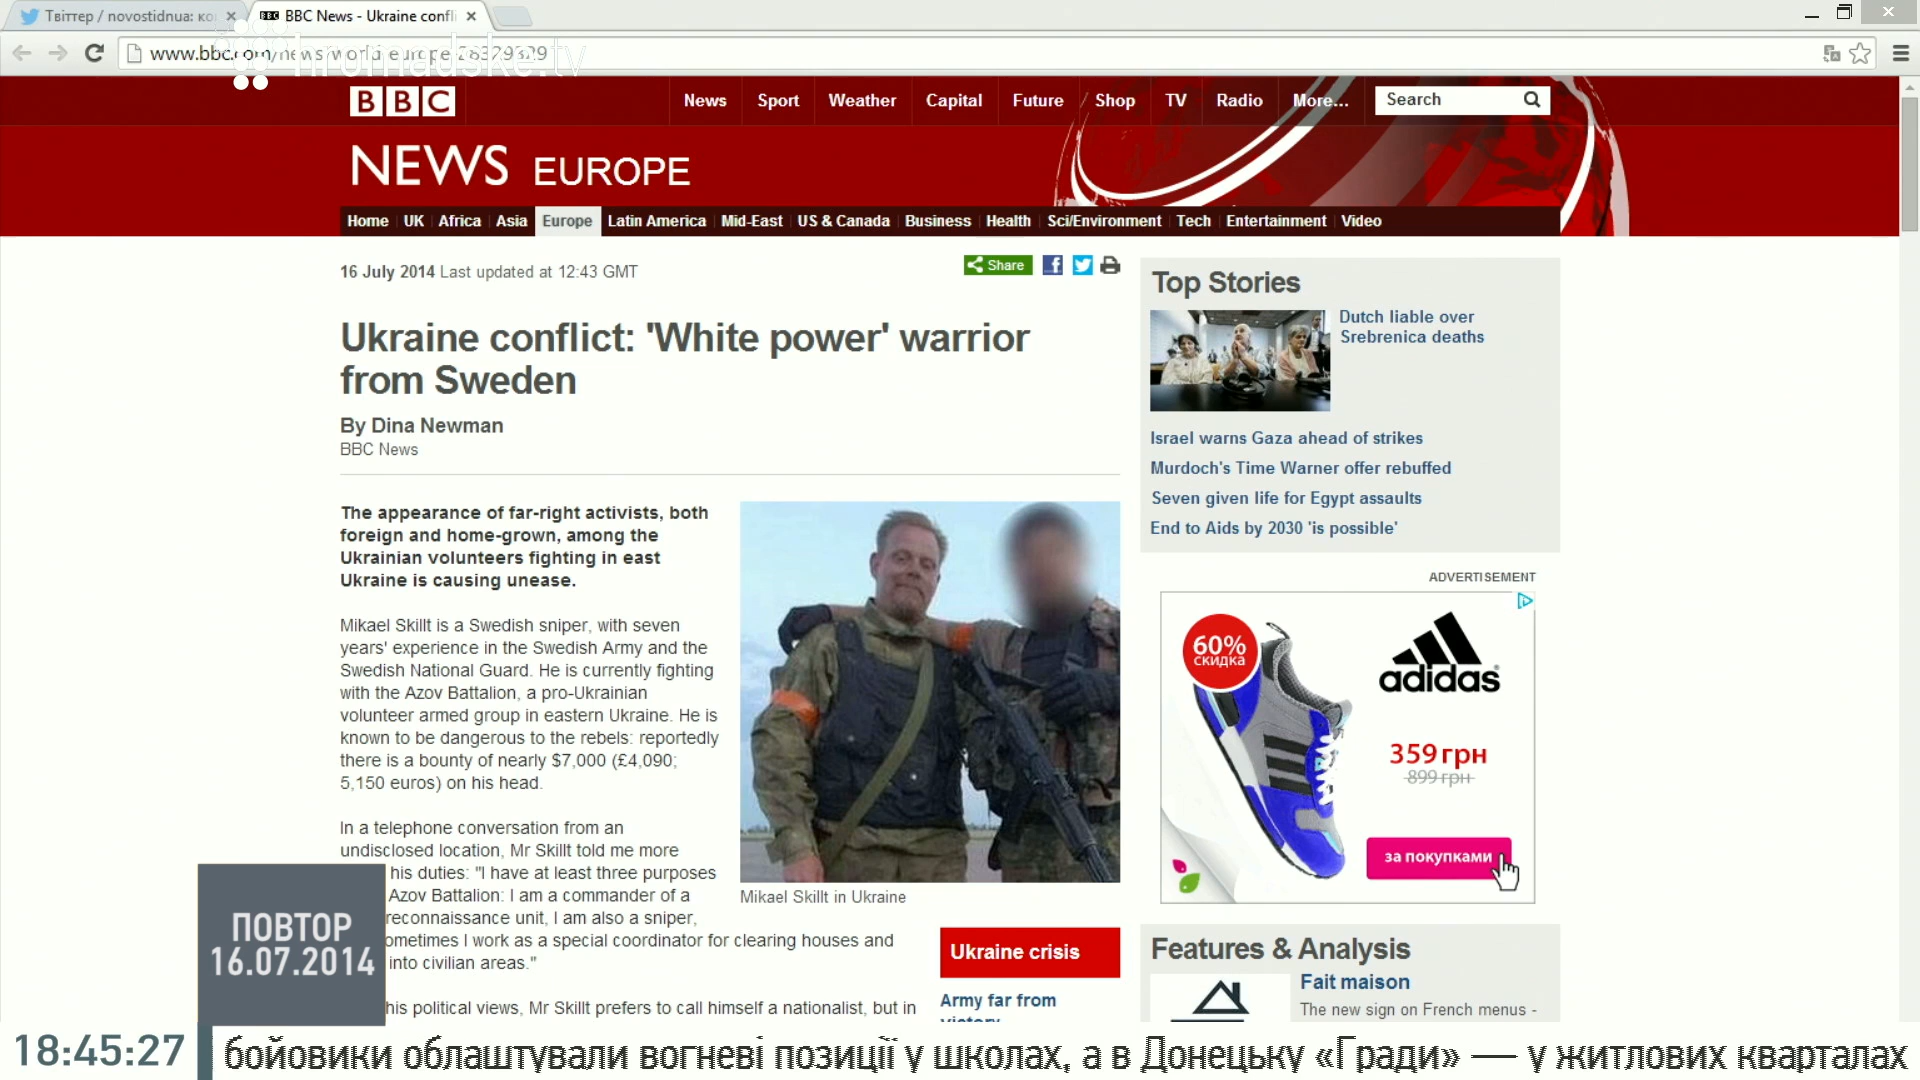 Твіттер / novostidnua: ко
BBC News - Ukraine confli
www.bbc.com/news/world-europe-28329329
hromadske.tv
BBC
News Sport Weather Capital Future Shop TV Radio More... Search
NEWS EUROPE
Home UK Africa Asia Europe Latin America Mid-East US & Canada Business Health Sci/Environment Tech Entertainment Video
16 July 2014 Last updated at 12:43 GMT
Share
Ukraine conflict: 'White power' warrior
from Sweden
By Dina Newman
BBC News
The appearance of far-right activists, both
foreign and home-grown, among the
Ukrainian volunteers fighting in east
Ukraine is causing unease.
Mikael Skillt is a Swedish sniper, with seven
years' experience in the Swedish Army and the
Swedish National Guard. He is currently fighting
with the Azov Battalion, a pro-Ukrainian
volunteer armed group in eastern Ukraine. He is
known to be dangerous to the rebels: reportedly
there is a bounty of nearly $7,000 (£4,090;
5,150 euros) on his head.
In a telephone conversation from an
undisclosed location, Mr Skillt told me more
his duties: "I have at least three purposes
Azov Battalion: I am a commander of a
reconnaissance unit, I am also a sniper,
ometimes I work as a special coordinator for clearing houses and
into civilian areas."
his political views, Mr Skillt prefers to call himself a nationalist, but in
Mikael Skillt in Ukraine
Ukraine crisis
Army far from
victory
Top Stories
Dutch liable over
Srebrenica deaths
Israel warns Gaza ahead of strikes
Murdoch's Time Warner offer rebuffed
Seven given life for Egypt assaults
End to Aids by 2030 'is possible'
ADVERTISEMENT
60%
скидка
adidas
359 грн
899 грн
за покупками
Features & Analysis
Fait maison
The new sign on French menus -
ПОВТОР
16.07.2014
18:45:27
бойовики облаштували вогневі позиції у школах, а в Донецьку «Гради» — у житлових кварталах